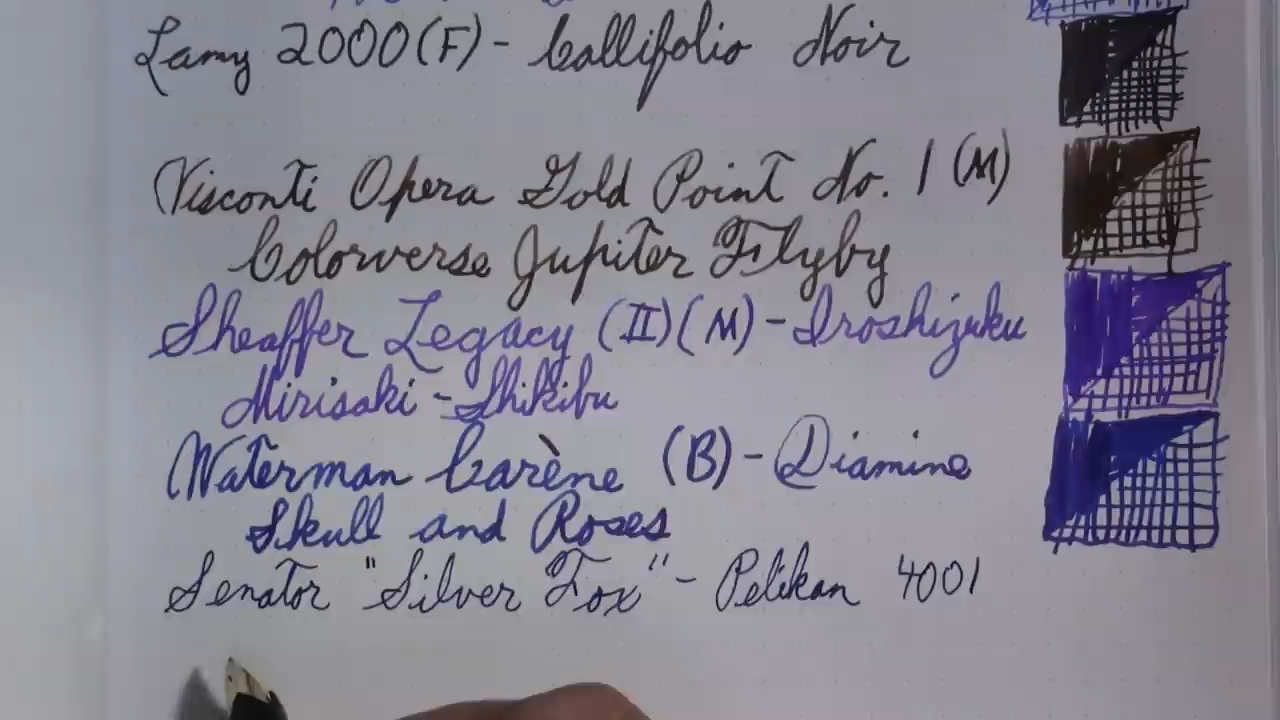 Lamy 2000 (F) - Callifolio Noir
Visconti Opera Gold Point No. 1 (M)
Colorverse Jupiter Flyby
Sheaffer Legacy (II) (M) - Iroshizuku
Mirisaki - Shikibu
Waterman Carène (B) - Diamine
Skull and Roses
Senator "Silver Fox" - Pelikan 4001